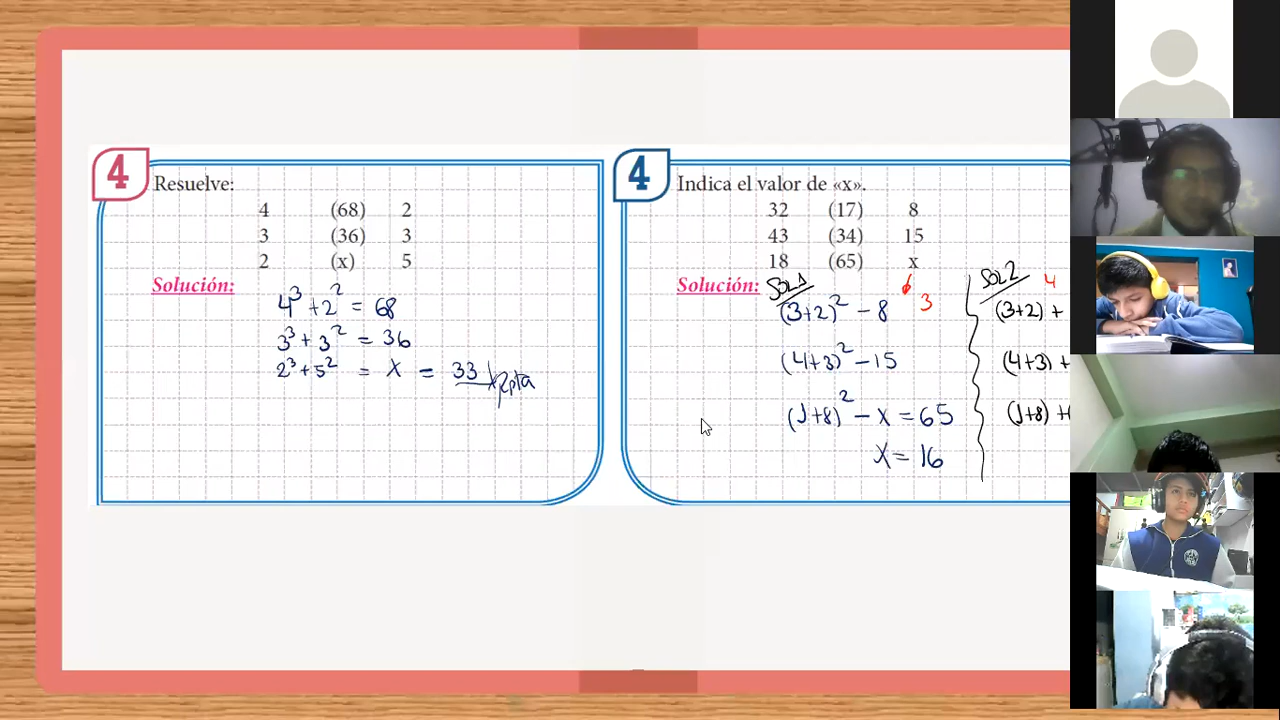 4
Resuelve:
4 (68) 2
3 (36) 3
2 (x) 5
Solución:
4³ + 2² = 68
3³ + 3² = 36
2³ + 5² = x = 33 Rpta
4
Indica el valor de «x».
32 (17) 8
43 (34) 15
18 (65) x
Solución:
Sol 1
(3+2)² - 8
3
(4+3)² - 15
(1+8)² - x = 65
x = 16
Sol 2
4
(3+2) +
(4+3) +
(1+8) +